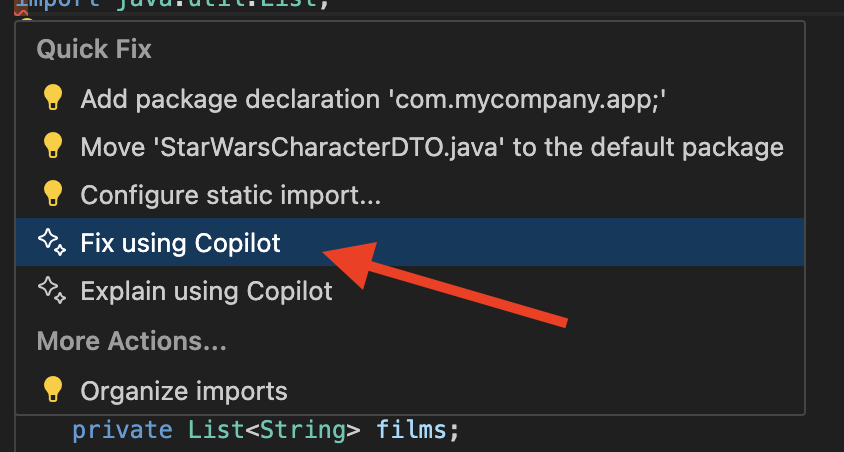 import java.util.List;
Quick Fix
Add package declaration 'com.mycompany.app;'
Move 'StarWarsCharacterDTO.java' to the default package
Configure static import...
Fix using Copilot
Explain using Copilot
More Actions...
Organize imports
private List<String> films;